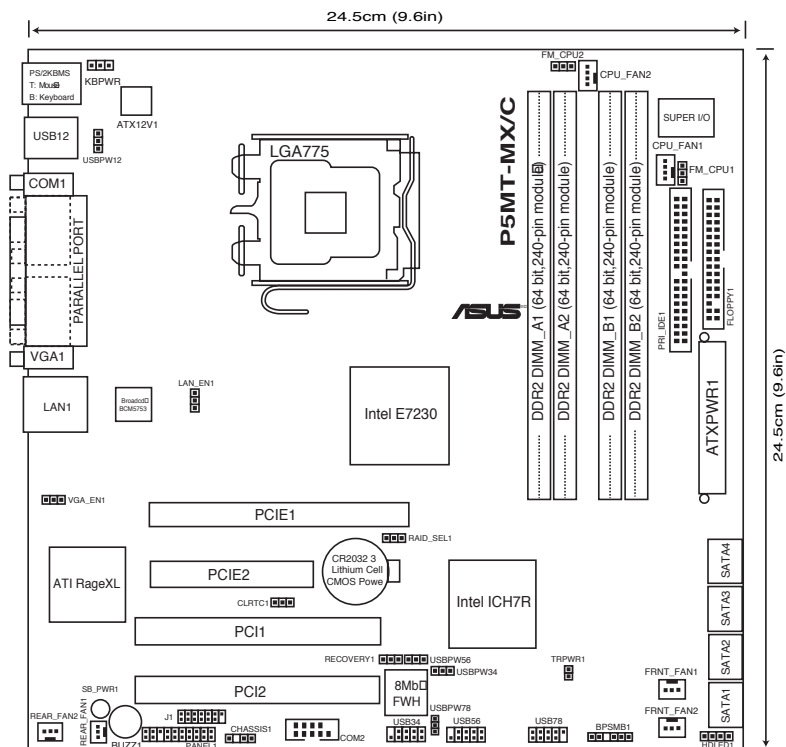 24.5cm (9.6in)
PS/2KBMS
T: Mouse
B: Keyboard
KBPWR
ATX12V1
USB12
USBPW12
COM1
PARALLEL PORT
VGA1
LAN1
LGA775
FM_CPU2
CPU_FAN2
SUPER I/O
CPU_FAN1
FM_CPU1
P5MT-MX/C
ASUS
DDR2 DIMM_A1 (64 bit,240-pin module)
DDR2 DIMM_A2 (64 bit,240-pin module)
DDR2 DIMM_B1 (64 bit,240-pin module)
DDR2 DIMM_B2 (64 bit,240-pin module)
PRI_IDE1
FLOPPY1
ATXPWR1
24.5cm (9.6in)
BCM5753
LAN_EN1
Intel E7230
VGA_EN1
PCIE1
RAID_SEL1
ATI RageXL
PCIE2
CR2032 3
Lithium Cell
CMOS Powe
CLRTC1
Intel ICH7R
PCI1
SATA4
SATA3
SATA2
SATA1
RECOVERY1
USBPW56
USBPW34
TRPWR1
PCI2
8Mb
FWH
USBPW78
FRNT_FAN1
FRNT_FAN2
SB_PWR1
REAR_FAN2
REAR_FAN1
BUZZ1
J1
PANEL1
CHASSIS1
COM2
USB34
USB56
USB78
BPSMB1
HDLED1